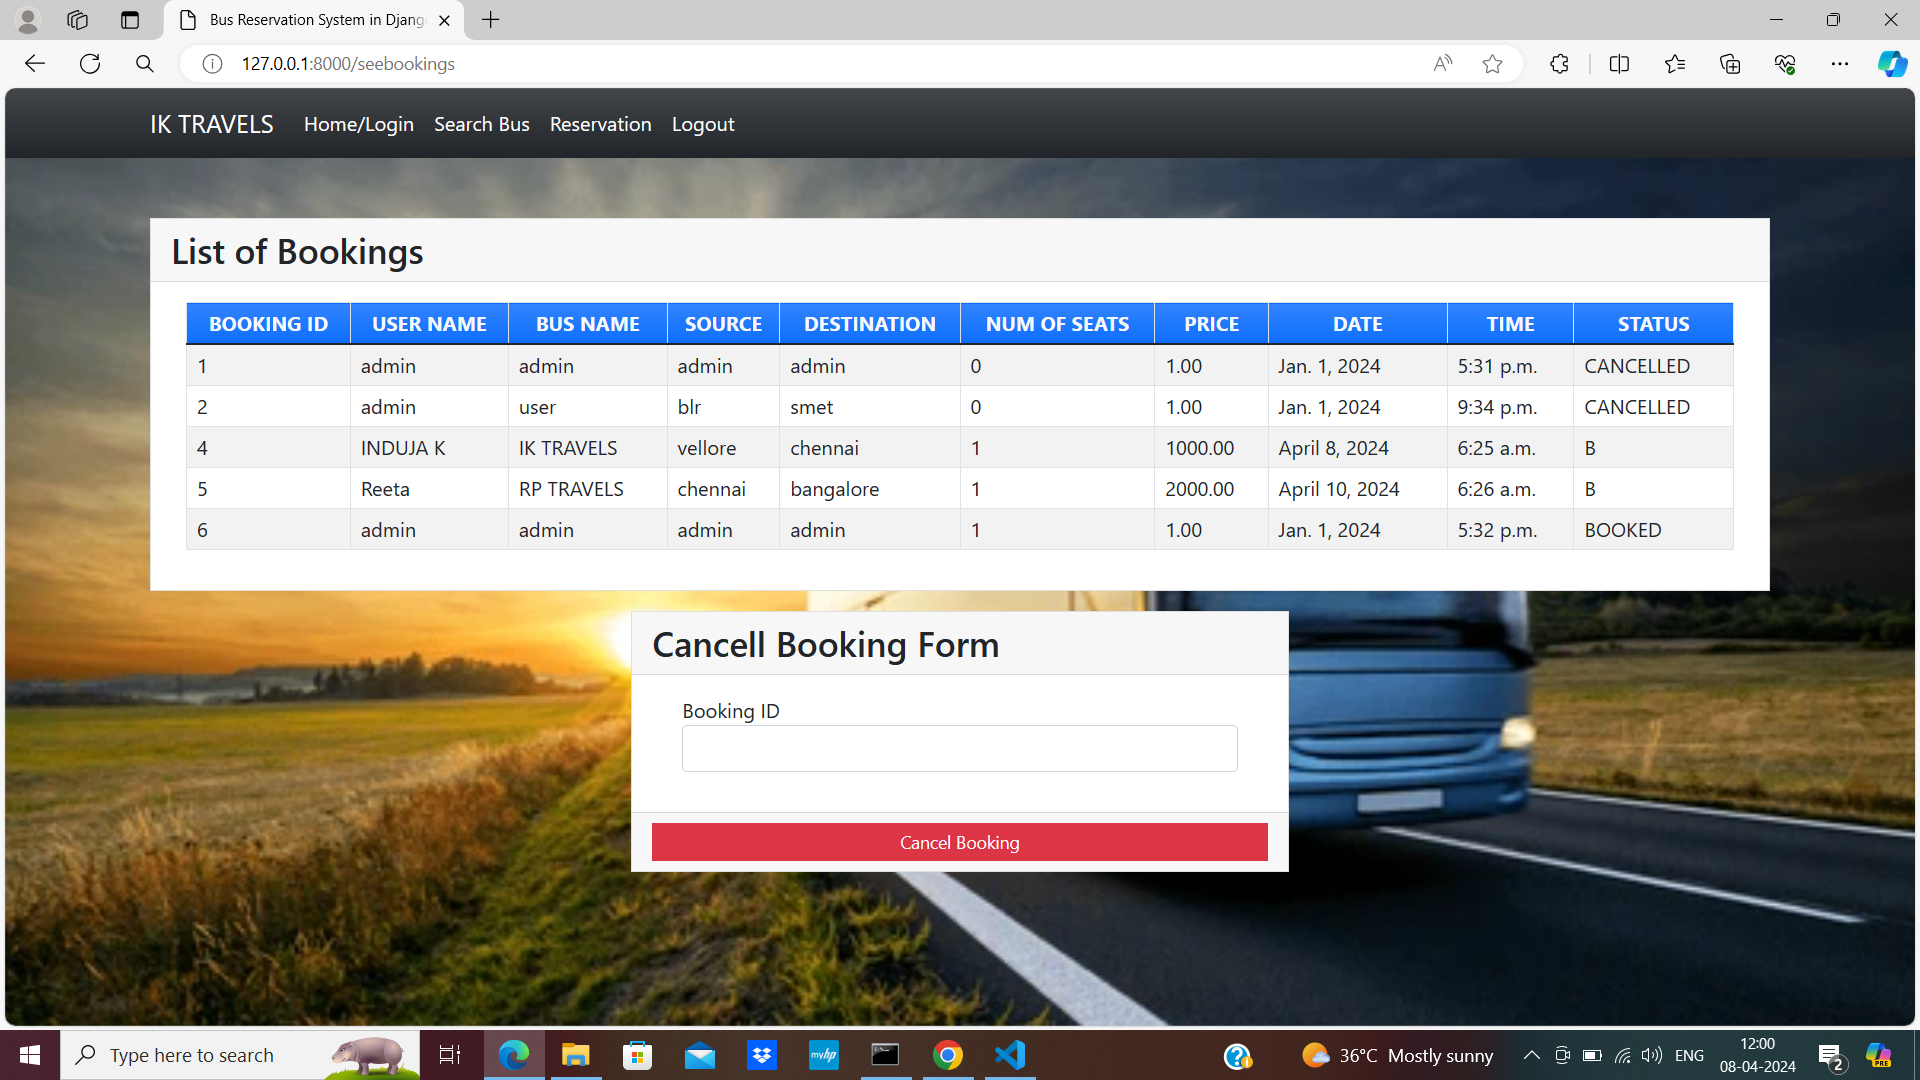 Bus Reservation System in Djang
127.0.0.1:8000/seebookings
IK TRAVELS Home/Login Search Bus Reservation Logout
List of Bookings
BOOKING ID USER NAME BUS NAME SOURCE DESTINATION NUM OF SEATS PRICE DATE TIME STATUS
1 admin admin admin admin 0 1.00 Jan. 1, 2024 5:31 p.m. CANCELLED
2 admin user blr smet 0 1.00 Jan. 1, 2024 9:34 p.m. CANCELLED
4 INDUJA K IK TRAVELS vellore chennai 1 1000.00 April 8, 2024 6:25 a.m. B
5 Reeta RP TRAVELS chennai bangalore 1 2000.00 April 10, 2024 6:26 a.m. B
6 admin admin admin admin 1 1.00 Jan. 1, 2024 5:32 p.m. BOOKED
Cancell Booking Form
Booking ID
Cancel Booking
Type here to search
myhp
36°C Mostly sunny
ENG
12:00
08-04-2024
2
PRE